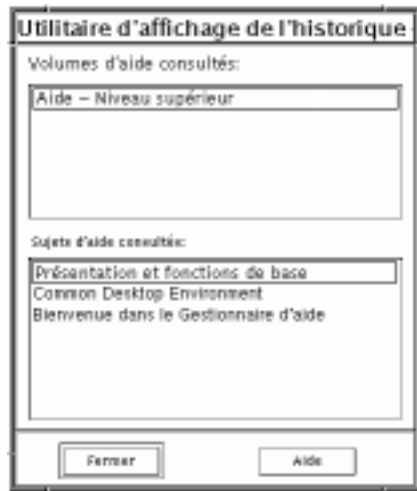 Utilitaire d'affichage de l'historique
Volumes d'aide consultés:
Aide – Niveau supérieur
Sujets d'aide consultés:
Présentation et fonctions de base
Common Desktop Environment
Bienvenue dans le Gestionnaire d'aide
Fermer
Aide